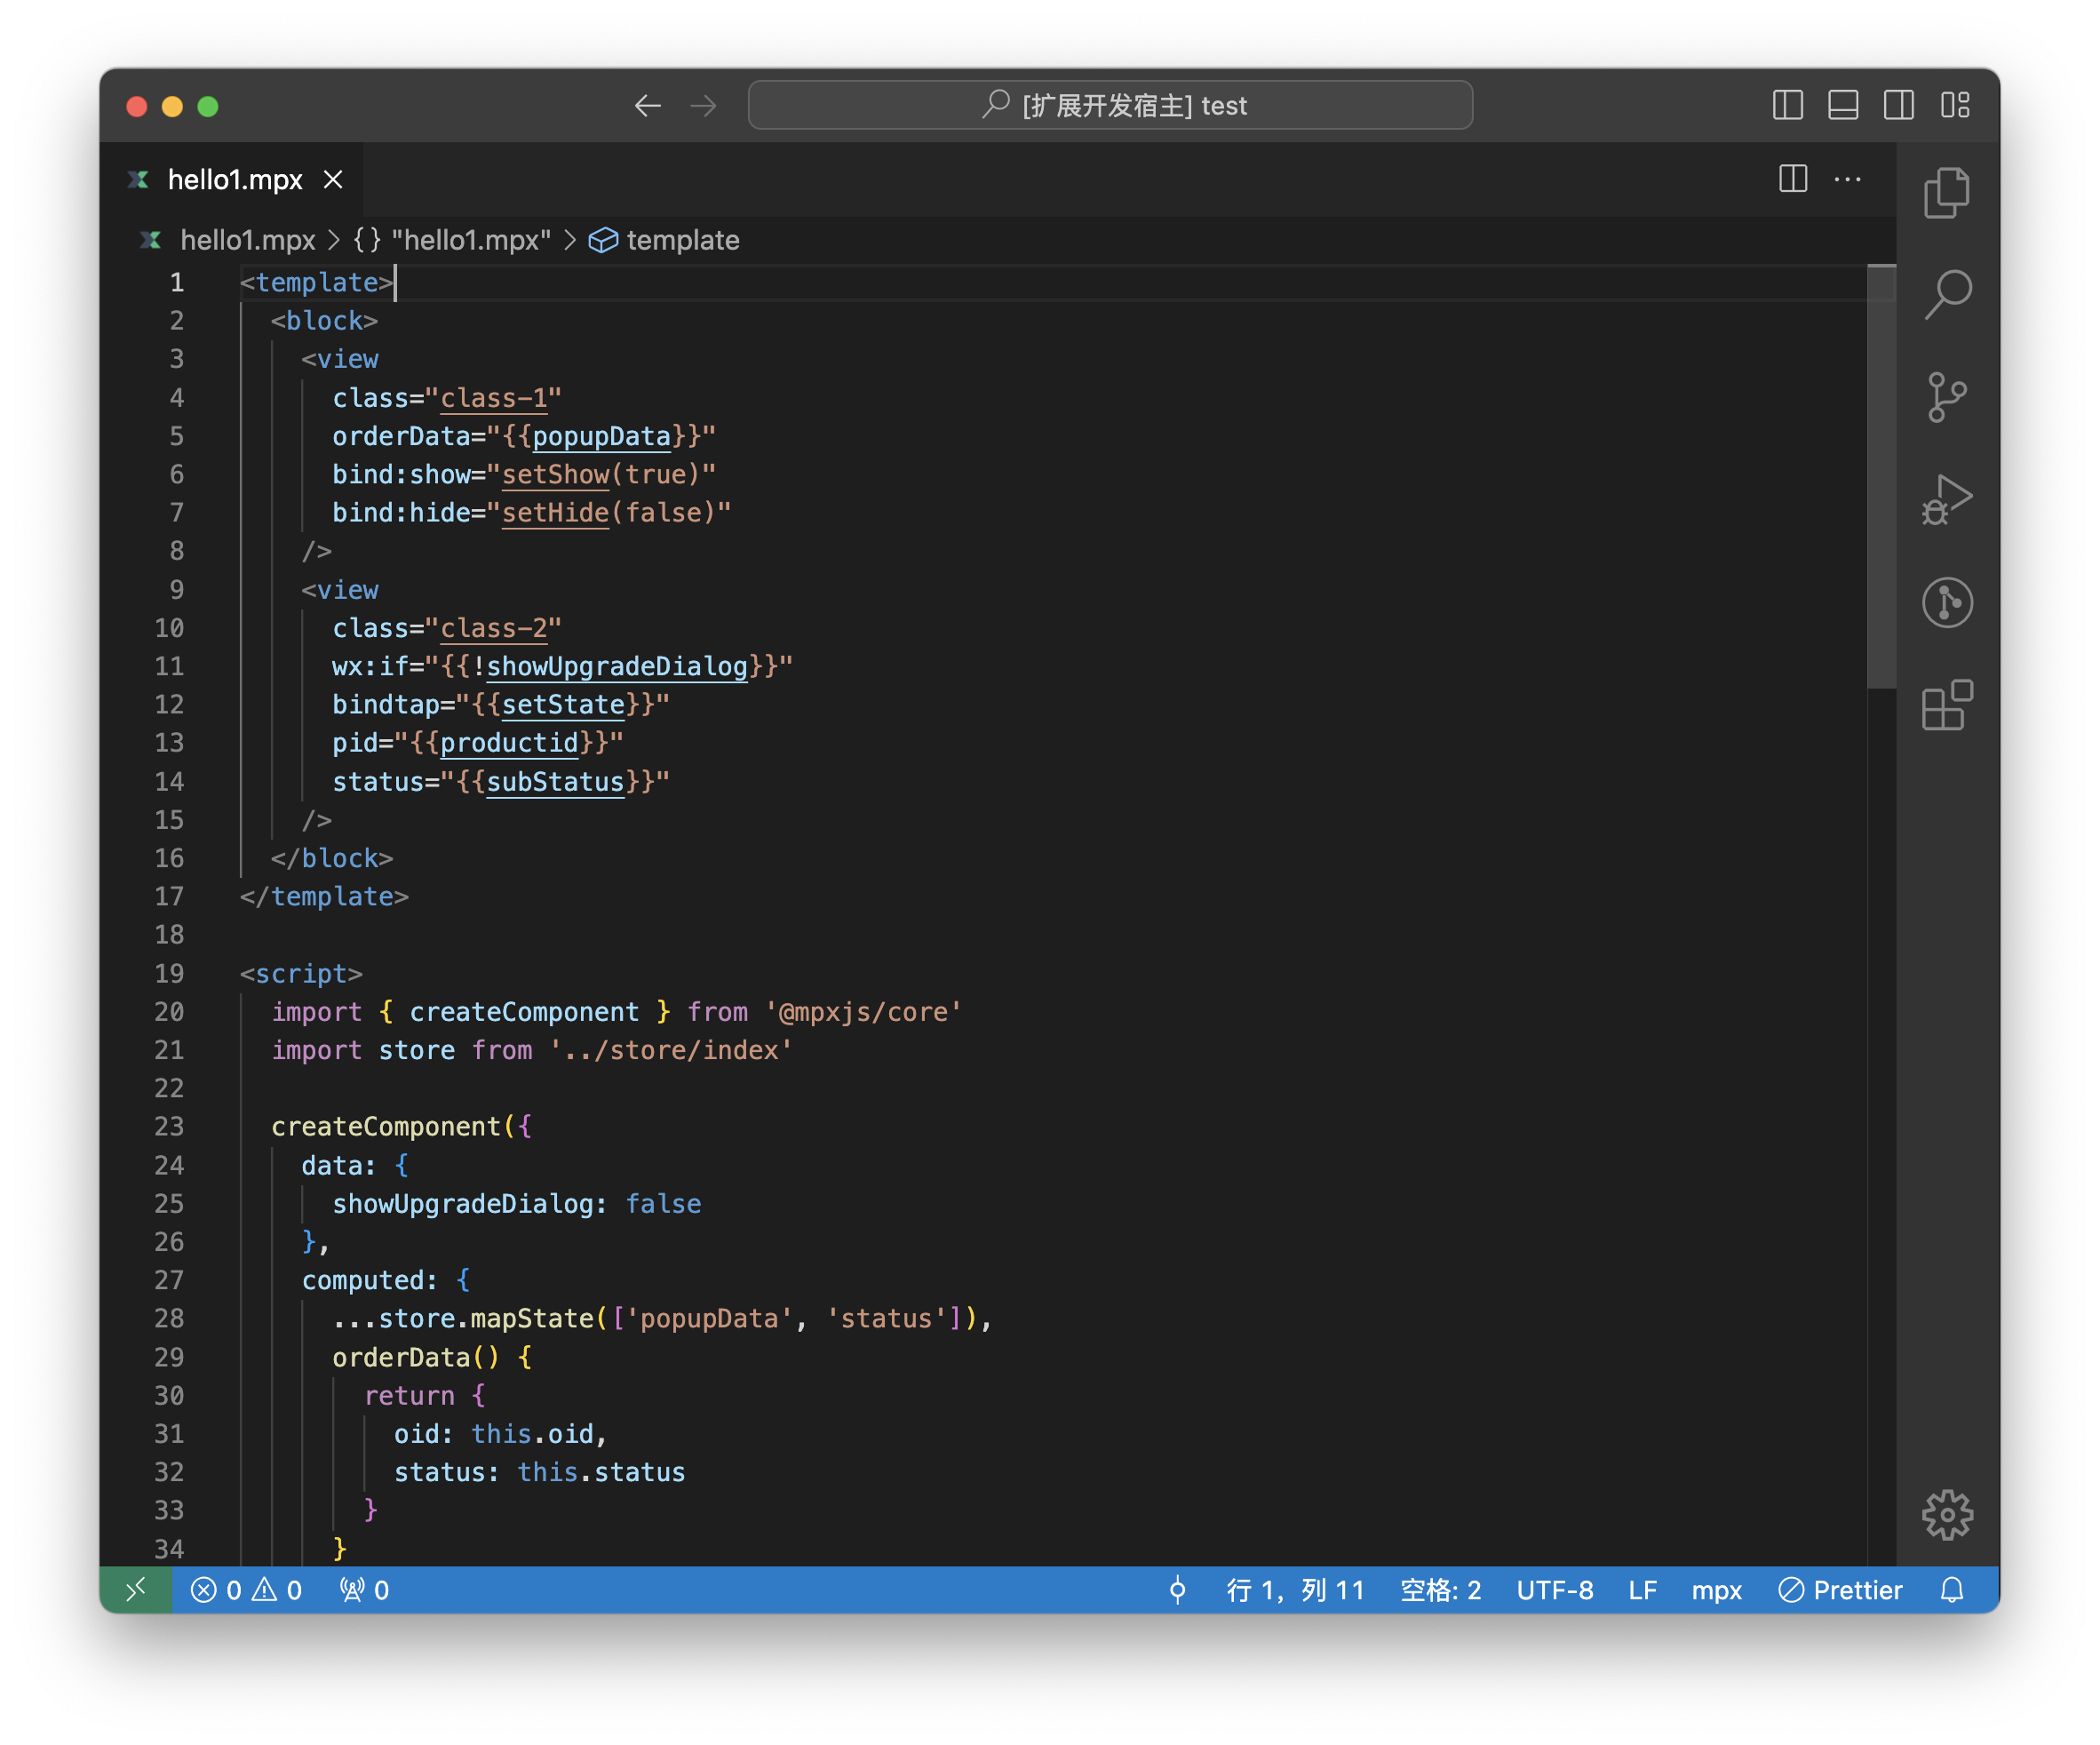 [扩展开发宿主] test
hello1.mpx
hello1.mpx > {} "hello1.mpx" > template
1 <template>
2 <block>
3 <view
4 class="class-1"
5 orderData="{{popupData}}"
6 bind:show="setShow(true)"
7 bind:hide="setHide(false)"
8 />
9 <view
10 class="class-2"
11 wx:if="{{!showUpgradeDialog}}"
12 bindtap="{{setState}}"
13 pid="{{productid}}"
14 status="{{subStatus}}"
15 />
16 </block>
17 </template>
18
19 <script>
20 import { createComponent } from '@mpxjs/core'
21 import store from '../store/index'
22
23 createComponent({
24 data: {
25 showUpgradeDialog: false
26 },
27 computed: {
28 ...store.mapState(['popupData', 'status']),
29 orderData() {
30 return {
31 oid: this.oid,
32 status: this.status
33 }
34 }
0 0 0 行 1，列 11 空格: 2 UTF-8 LF mpx Prettier